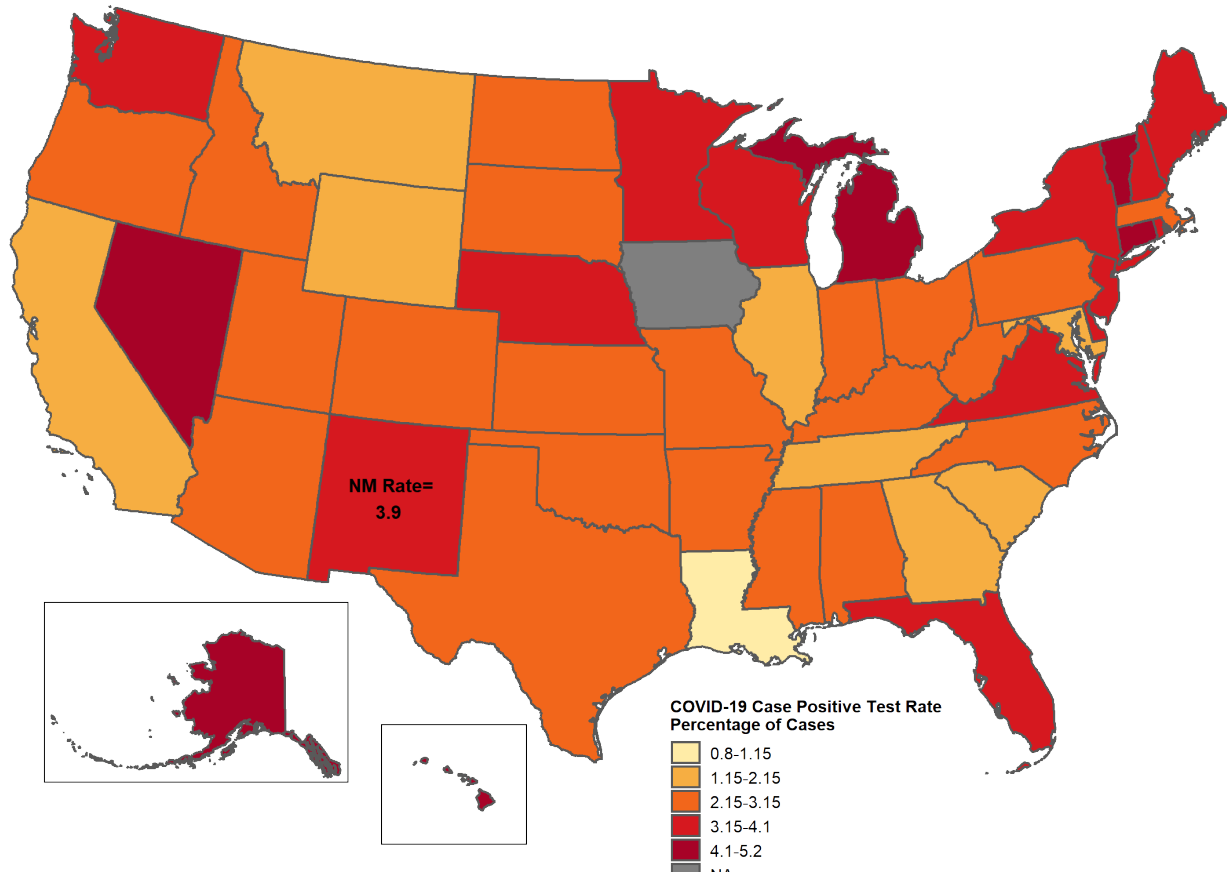 NM Rate=
3.9
COVID-19 Case Positive Test Rate
Percentage of Cases
0.8-1.15
1.15-2.15
2.15-3.15
3.15-4.1
4.1-5.2
NA